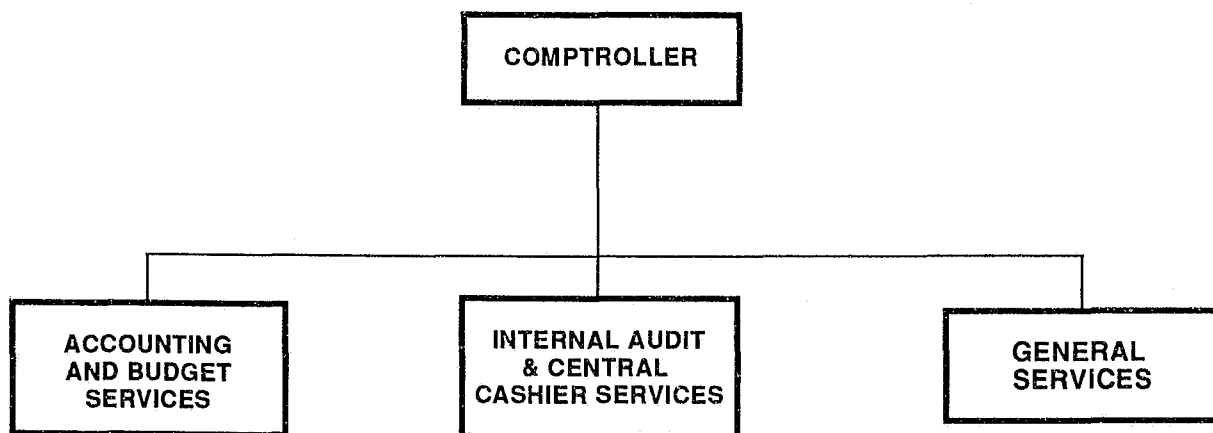 COMPTROLLER
ACCOUNTING
AND BUDGET
SERVICES
INTERNAL AUDIT
& CENTRAL
CASHIER SERVICES
GENERAL
SERVICES